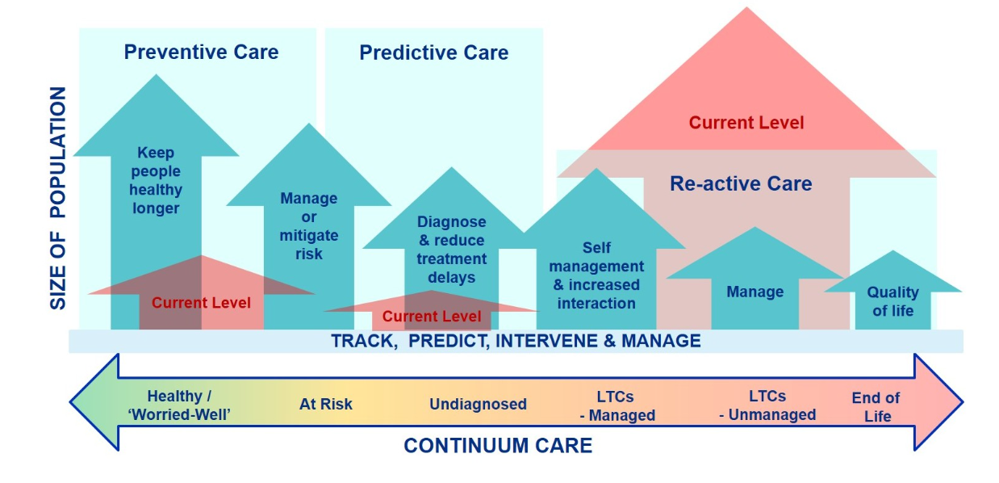 Preventive Care
Predictive Care
Current Level
Re-active Care
SIZE OF POPULATION
Keep
people
healthy
longer
Manage
or
mitigate
risk
Diagnose
& reduce
treatment
delays
Self
management
& increased
interaction
Manage
Quality
of life
Current Level
Current Level
TRACK, PREDICT, INTERVENE & MANAGE
Healthy /
‘Worried-Well’
At Risk
Undiagnosed
LTCs
- Managed
LTCs
- Unmanaged
End of
Life
CONTINUUM CARE